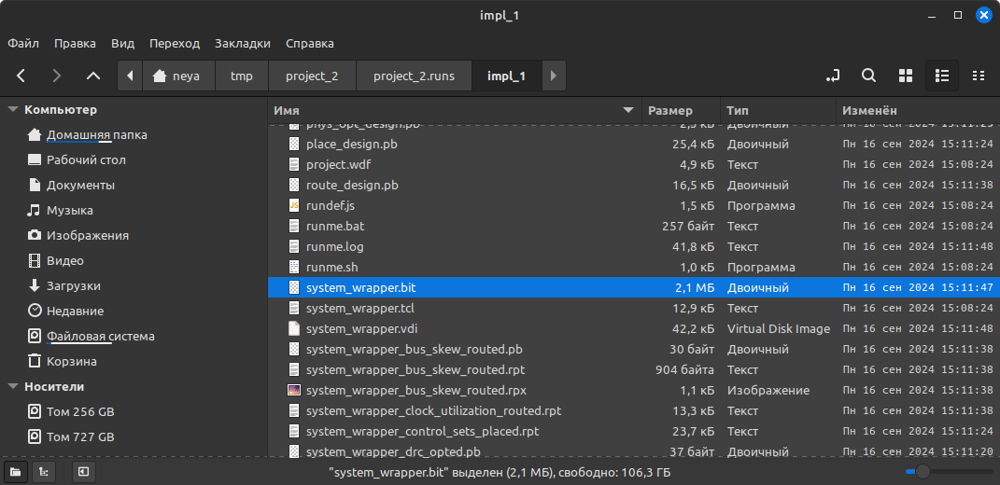 impl_1
Файл Правка Вид Переход Закладки Справка
neya tmp project_2 project_2.runs impl_1
Компьютер
Домашняя папка
Рабочий стол
Документы
Музыка
Изображения
Видео
Загрузки
Недавние
Файловая система
Корзина
Носители
Том 256 GB
Том 727 GB
Имя Размер Тип Изменён
phys_opt_design.pb 2,5 кБ Двоичный Пн 16 сен 2024 15:11:25
place_design.pb 25,4 кБ Двоичный Пн 16 сен 2024 15:11:24
project.wdf 4,9 кБ Текст Пн 16 сен 2024 15:08:24
route_design.pb 16,5 кБ Двоичный Пн 16 сен 2024 15:11:38
JS rundef.js 1,5 кБ Программа Пн 16 сен 2024 15:08:24
runme.bat 257 байт Текст Пн 16 сен 2024 15:08:24
runme.log 41,8 кБ Текст Пн 16 сен 2024 15:11:48
runme.sh 1,0 кБ Программа Пн 16 сен 2024 15:08:24
system_wrapper.bit 2,1 МБ Двоичный Пн 16 сен 2024 15:11:47
system_wrapper.tcl 12,9 кБ Текст Пн 16 сен 2024 15:08:24
system_wrapper.vdi 42,2 кБ Virtual Disk Image Пн 16 сен 2024 15:11:48
system_wrapper_bus_skew_routed.pb 30 байт Двоичный Пн 16 сен 2024 15:11:38
system_wrapper_bus_skew_routed.rpt 904 байта Текст Пн 16 сен 2024 15:11:38
system_wrapper_bus_skew_routed.rpx 1,1 кБ Изображение Пн 16 сен 2024 15:11:38
system_wrapper_clock_utilization_routed.rpt 13,3 кБ Текст Пн 16 сен 2024 15:11:38
system_wrapper_control_sets_placed.rpt 23,7 кБ Текст Пн 16 сен 2024 15:11:24
system_wrapper_drc_opted.pb 37 байт Двоичный Пн 16 сен 2024 15:11:20
"system_wrapper.bit" выделен (2,1 МБ), свободно: 106,3 ГБ